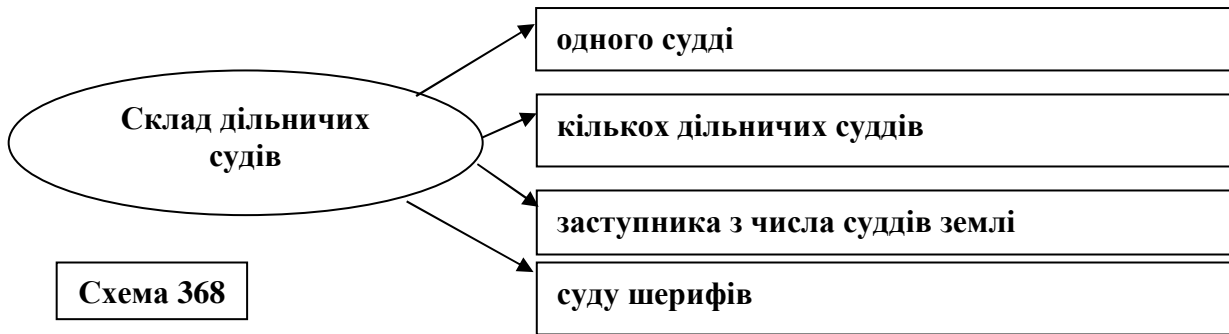 Склад дільничих
судів
одного судді
кількох дільничих суддів
заступника з числа суддів землі
суду шерифів
Схема 368